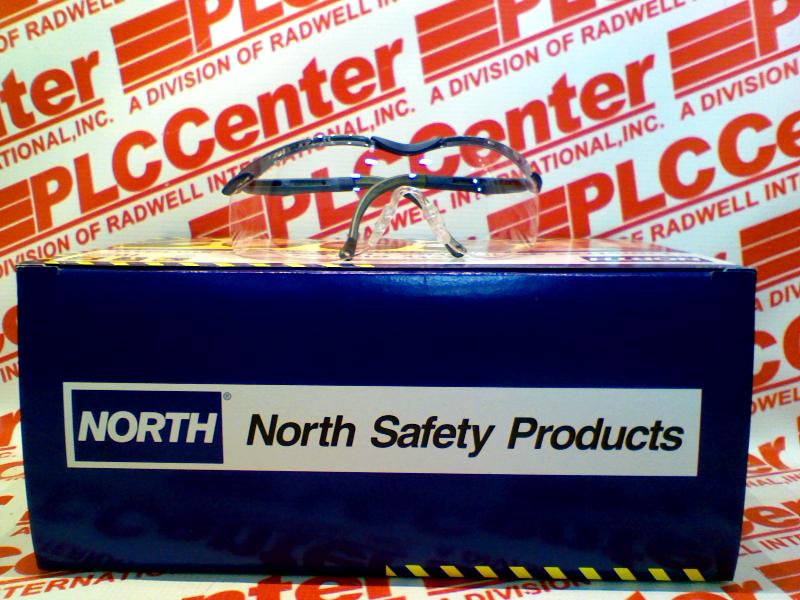 PLCCenter
A DIVISION OF RADWELL INTERNATIONAL, INC.
NORTH® North Safety Products